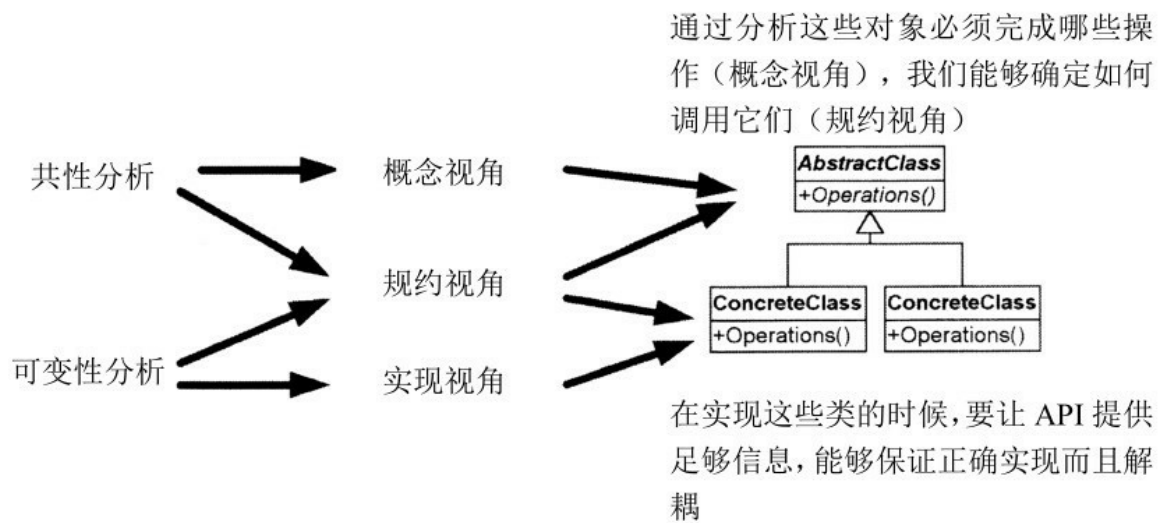 通过分析这些对象必须完成哪些操
作（概念视角），我们能够确定如何
调用它们（规约视角）
共性分析
概念视角
AbstractClass
+Operations()
规约视角
ConcreteClass
+Operations()
ConcreteClass
+Operations()
可变性分析
实现视角
在实现这些类的时候，要让 API 提供
足够信息，能够保证正确实现而且解
耦